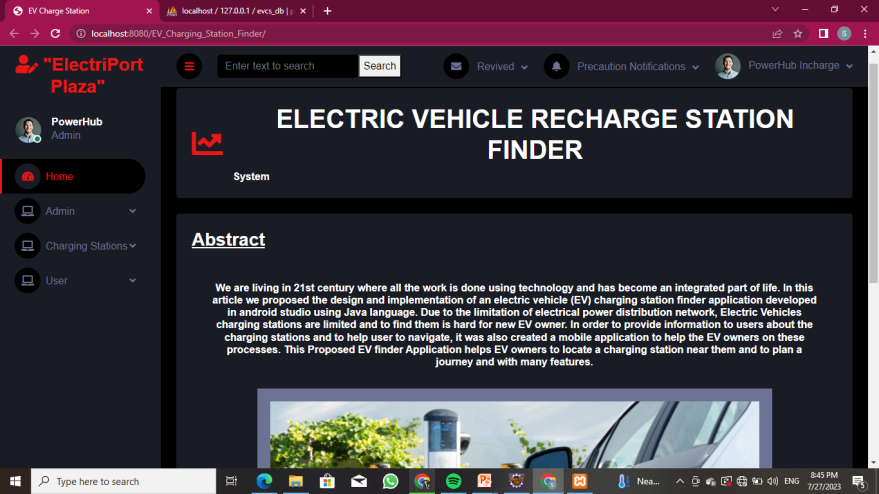 EV Charge Station
localhost / 127.0.0.1 / evcs_db | p
localhost:8080/EV_Charging_Station_Finder/
S
"ElectriPort
Plaza"
Enter text to search
Search
Revived
Precaution Notifications
PowerHub Incharge
PowerHub
Admin
Home
Admin
Charging Stations
User
ELECTRIC VEHICLE RECHARGE STATION
FINDER
System
Abstract
We are living in 21st century where all the work is done using technology and has become an integrated part of life. In this
article we proposed the design and implementation of an electric vehicle (EV) charging station finder application developed
in android studio using Java language. Due to the limitation of electrical power distribution network, Electric Vehicles
charging stations are limited and to find them is hard for new EV owner. In order to provide information to users about the
charging stations and to help user to navigate, it was also created a mobile application to help the EV owners on these
processes. This Proposed EV finder Application helps EV owners to locate a charging station near them and to plan a
journey and with many features.
Type here to search
Nea...
ENG
8:45 PM
7/27/2023
5